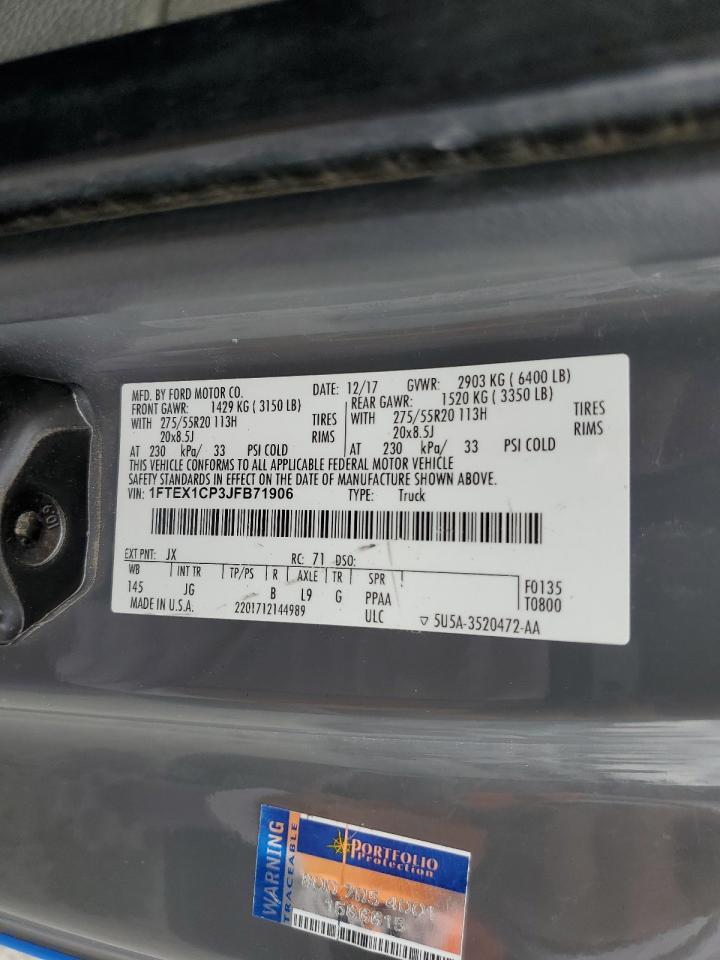 MFD. BY FORD MOTOR CO. DATE: 12/17 GVWR: 2903 KG ( 6400 LB)
FRONT GAWR: 1429 KG ( 3150 LB) REAR GAWR: 1520 KG ( 3350 LB)
WITH 275/55R20 113H TIRES WITH 275/55R20 113H TIRES
20x8.5J RIMS 20x8.5J RIMS
AT 230 kPa/ 33 PSI COLD AT 230 kPa/ 33 PSI COLD
THIS VEHICLE CONFORMS TO ALL APPLICABLE FEDERAL MOTOR VEHICLE
SAFETY STANDARDS IN EFFECT ON THE DATE OF MANUFACTURE SHOWN ABOVE.
VIN: 1FTEX1CP3JFB71906 TYPE: Truck
EXT PNT: JX RC: 71 DSO:
WB INT TR TP/PS R AXLE TR SPR
145 JG B L9 G PPAA F0135
MADE IN U.S.A. 2201712144989 ULC T0800
▽ 5U5A-3520472-AA
WARNING
TRACEABLE
PORTFOLIO
Protection
800 765 4001
1566615